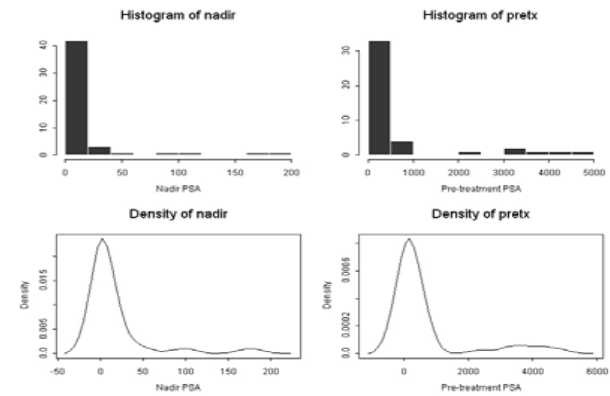 Histogram of nadir
40
30
20
10
0
0 50 100 150 200
Nadir PSA
Histogram of pretx
30
20
10
0
0 1000 2000 3000 4000 5000
Pre-treatment PSA
Density of nadir
Density
0.015
0.005
0.0
-50 0 50 100 150 200
Nadir PSA
Density of pretx
Density
0.0006
0.0002
0.0
0 2000 4000 6000
Pre-treatment PSA